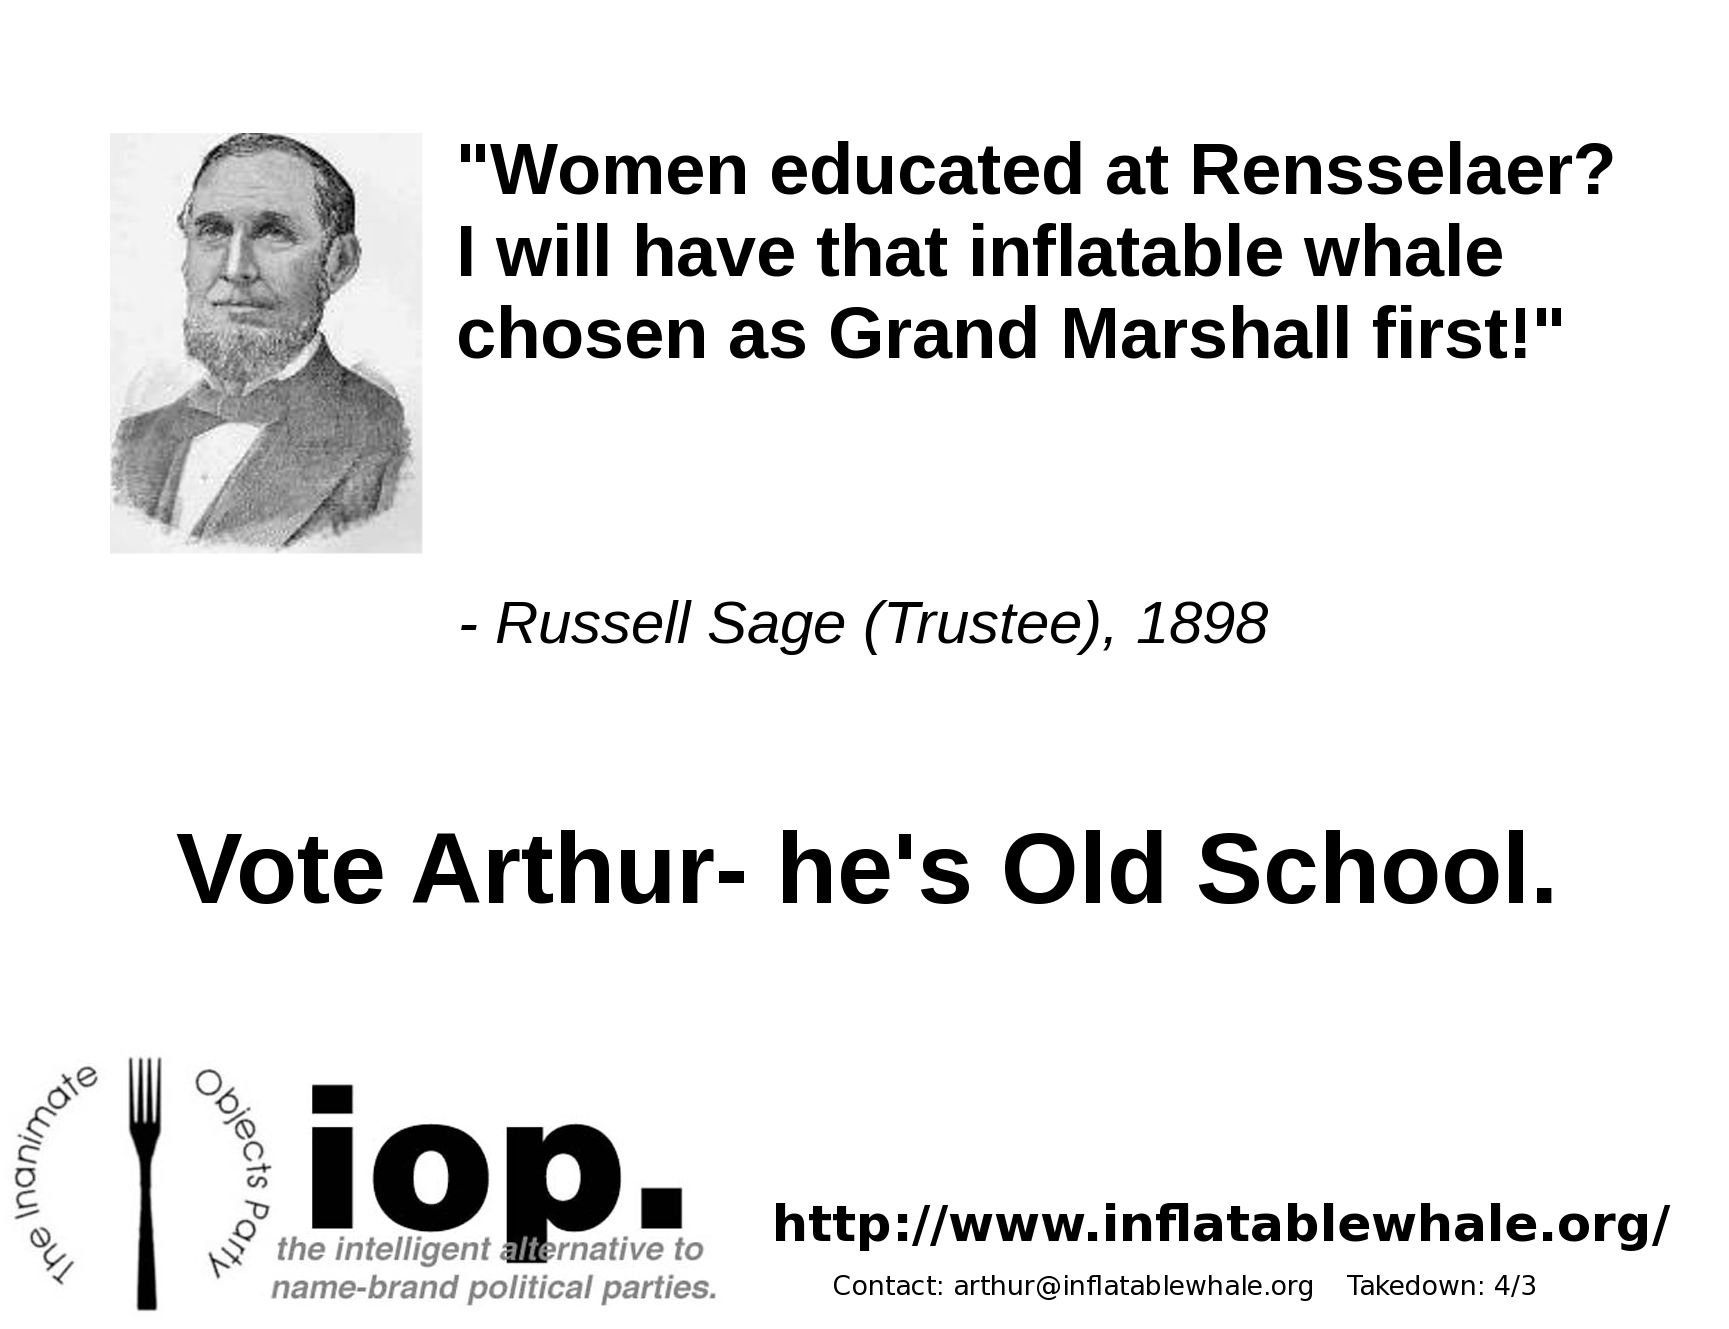 "Women educated at Rensselaer?
I will have that inflatable whale
chosen as Grand Marshall first!"
- Russell Sage (Trustee), 1898
Vote Arthur- he's Old School.
The Inanimate Objects Party
iop.
the intelligent alternative to
name-brand political parties.
http://www.inflatablewhale.org/
Contact: arthur@inflatablewhale.org Takedown: 4/3